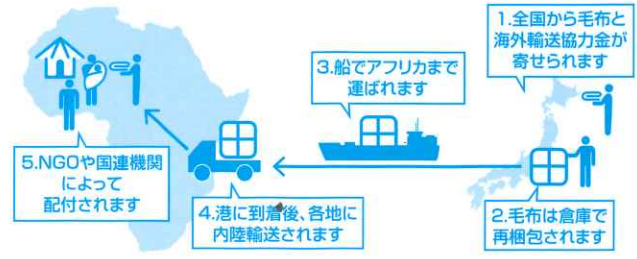 1.全国から毛布と
海外輸送協力金が
寄せられます
2.毛布は倉庫で
再梱包されます
3.船でアフリカまで
運ばれます
4.港に到着後、各地に
内陸輸送されます
5.NGOや国連機関
によって
配付されます